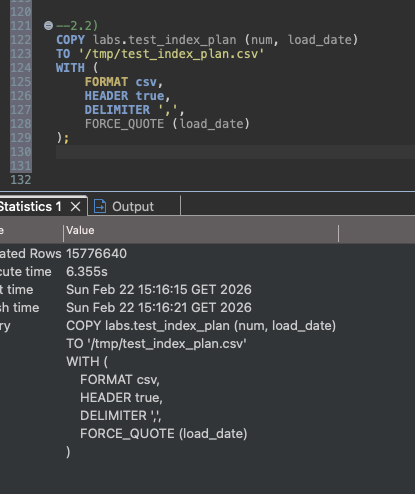 120
121 --2.2)
122 COPY labs.test_index_plan (num, load_date)
123 TO '/tmp/test_index_plan.csv'
124 WITH (
125 FORMAT csv,
126 HEADER true,
127 DELIMITER ',',
128 FORCE_QUOTE (load_date)
129 );
130
131
132
Statistics 1 Output
e Value
ated Rows 15776640
cute time 6.355s
t time Sun Feb 22 15:16:15 GET 2026
sh time Sun Feb 22 15:16:21 GET 2026
ry COPY labs.test_index_plan (num, load_date)
TO '/tmp/test_index_plan.csv'
WITH (
FORMAT csv,
HEADER true,
DELIMITER ',',
FORCE_QUOTE (load_date)
)